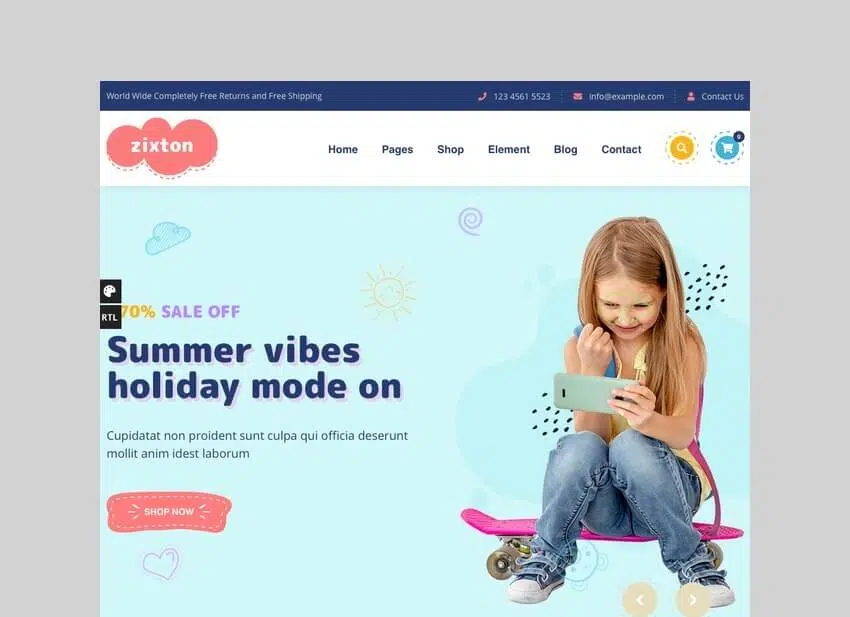 World Wide Completely Free Returns and Free Shipping
123 4561 5523
info@example.com
Contact Us
zixton
Home Pages Shop Element Blog Contact
0
70% SALE OFF
RTL
Summer vibes
holiday mode on
Cupidatat non proident sunt culpa qui officia deserunt
mollit anim idest laborum
SHOP NOW